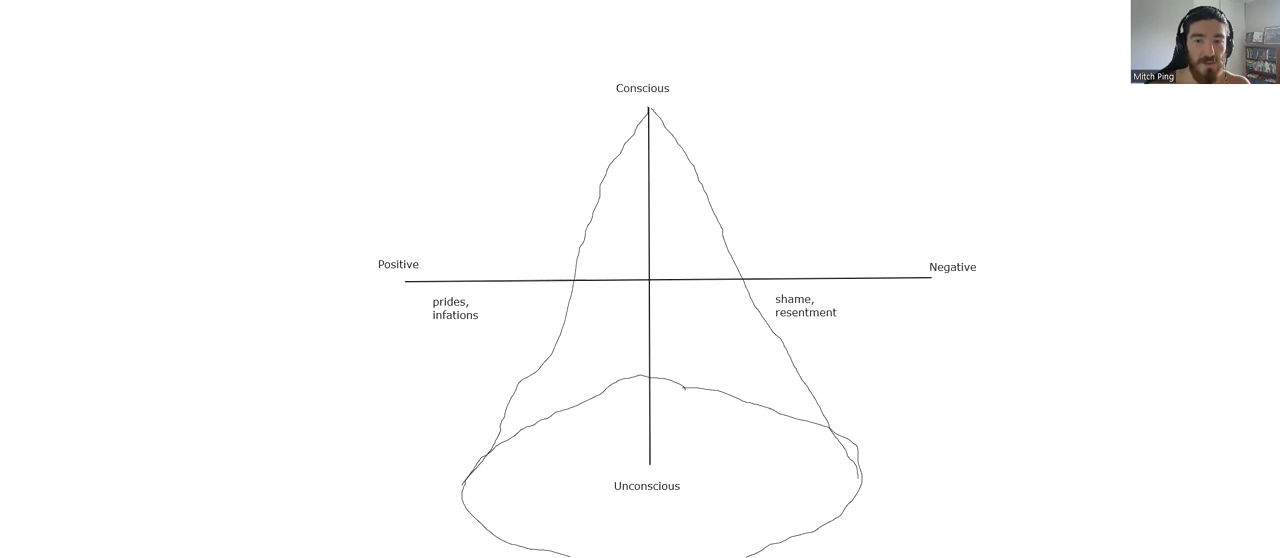 Mitch Ping
Conscious
Positive
Negative
prides,
infations
shame,
resentment
Unconscious